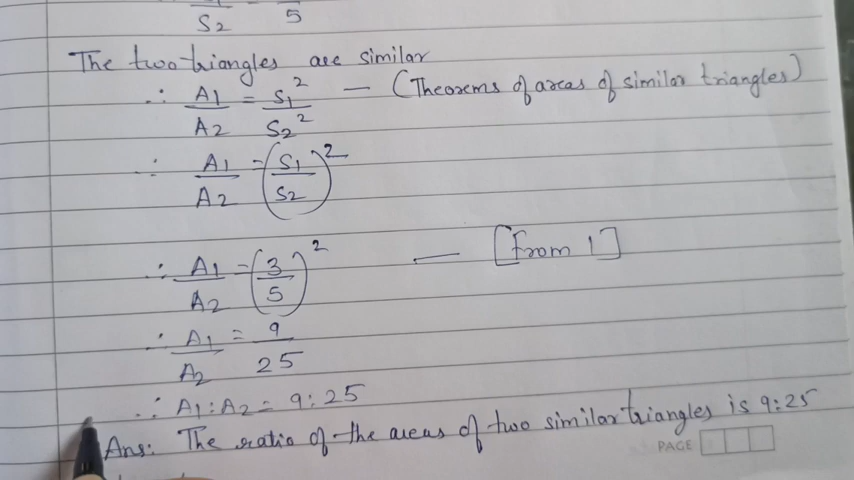 S2 5
The two triangles are similar
∴ A1/A2 = S1²/S2² — (Theorems of areas of similar triangles)
∴ A1/A2 = (S1/S2)²
∴ A1/A2 = (3/5)² — [From 1]
∴ A1/A2 = 9/25
∴ A1:A2 = 9:25
Ans: The ratio of the areas of two similar triangles is 9:25
PAGE